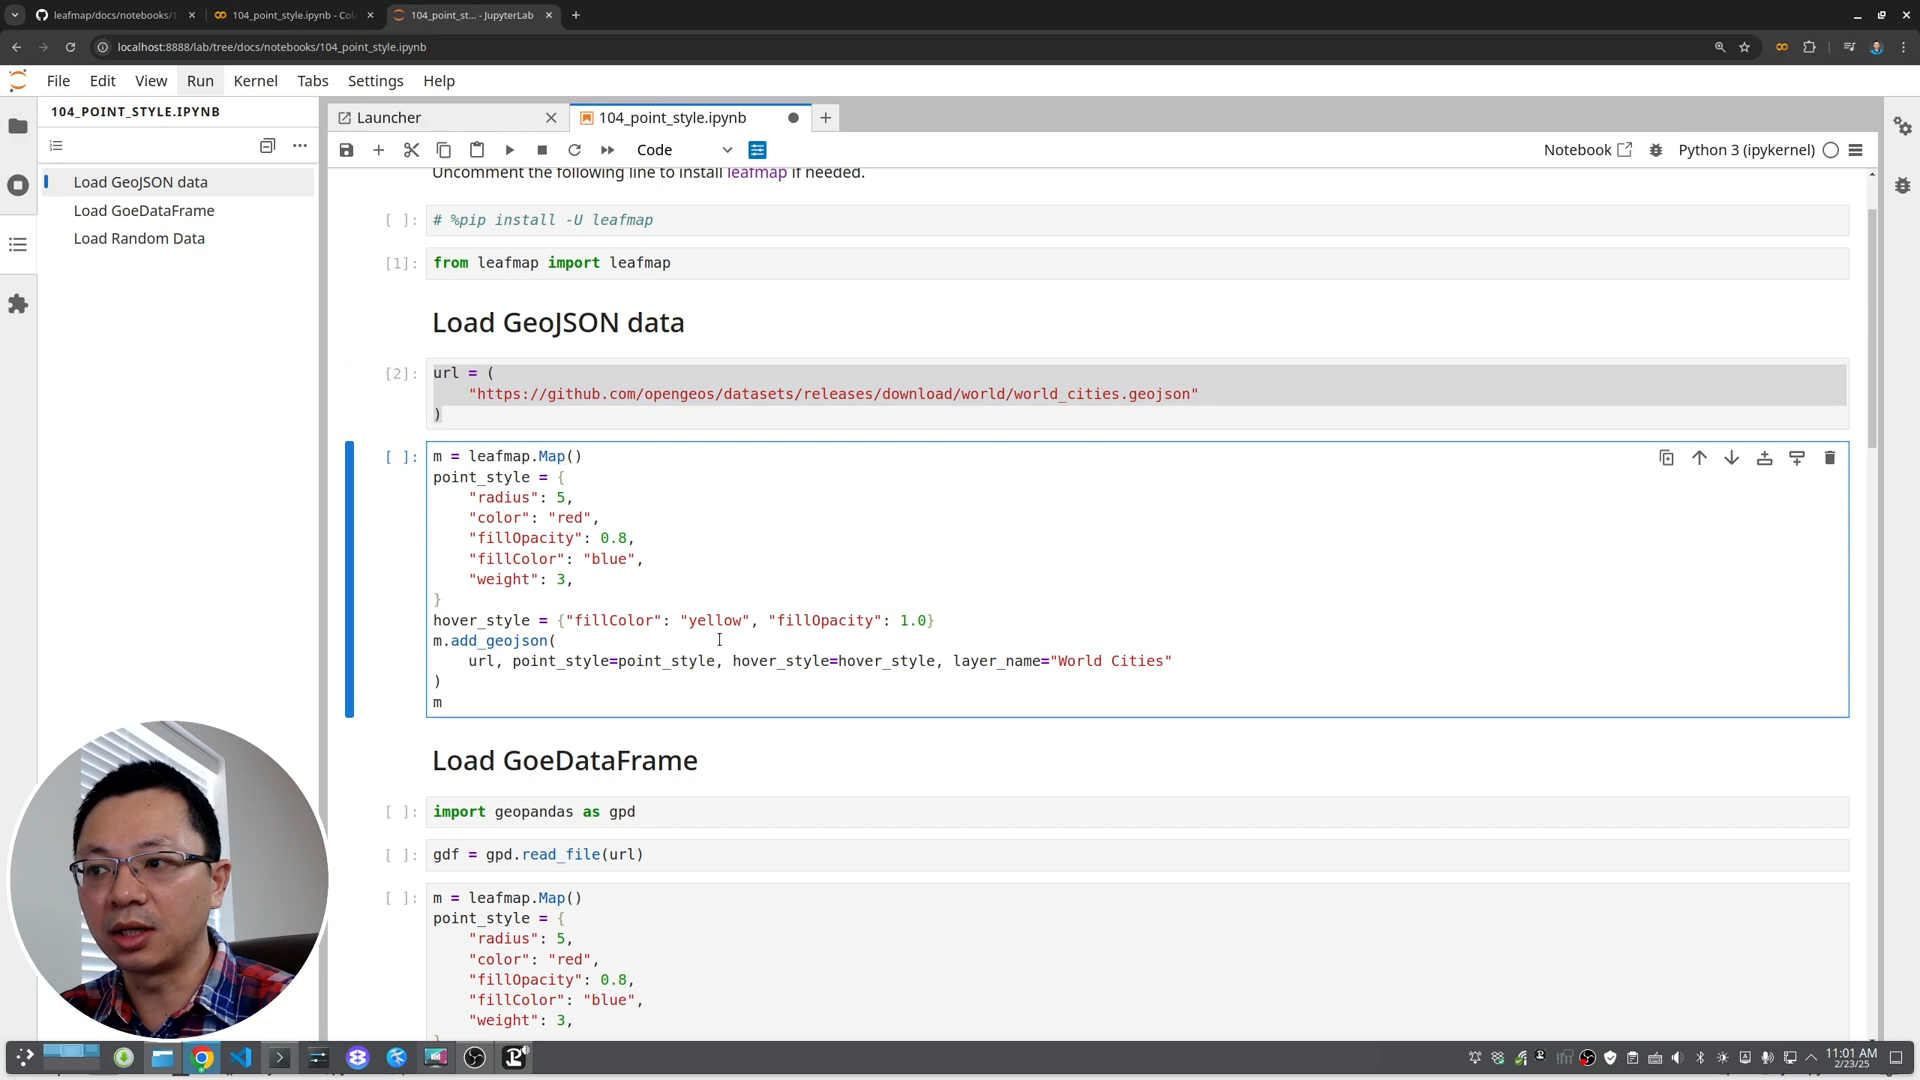 leafmap/docs/notebooks/1
104_point_style.ipynb - Col
104_point_st... - JupyterLab
localhost:8888/lab/tree/docs/notebooks/104_point_style.ipynb
File Edit View Run Kernel Tabs Settings Help
104_POINT_STYLE.IPYNB
Load GeoJSON data
Load GoeDataFrame
Load Random Data
Launcher
104_point_style.ipynb
Code
Notebook
Python 3 (ipykernel)
Uncomment the following line to install leafmap if needed.
[ ]: # %pip install -U leafmap
[1]: from leafmap import leafmap
Load GeoJSON data
[2]: url = (
"https://github.com/opengeos/datasets/releases/download/world/world_cities.geojson"
)
[ ]: m = leafmap.Map()
point_style = {
"radius": 5,
"color": "red",
"fillOpacity": 0.8,
"fillColor": "blue",
"weight": 3,
}
hover_style = {"fillColor": "yellow", "fillOpacity": 1.0}
m.add_geojson(
url, point_style=point_style, hover_style=hover_style, layer_name="World Cities"
)
m
Load GoeDataFrame
[ ]: import geopandas as gpd
[ ]: gdf = gpd.read_file(url)
[ ]: m = leafmap.Map()
point_style = {
"radius": 5,
"color": "red",
"fillOpacity": 0.8,
"fillColor": "blue",
"weight": 3,
11:01 AM
2/23/25